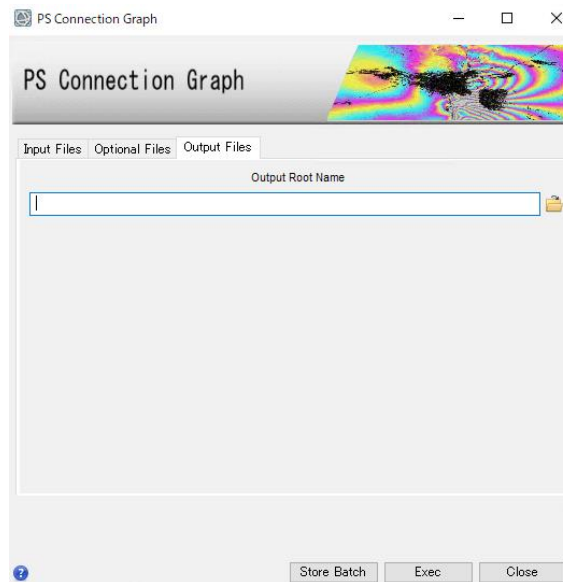 PS Connection Graph
PS Connection Graph
Input Files Optional Files Output Files
Output Root Name
Store Batch Exec Close